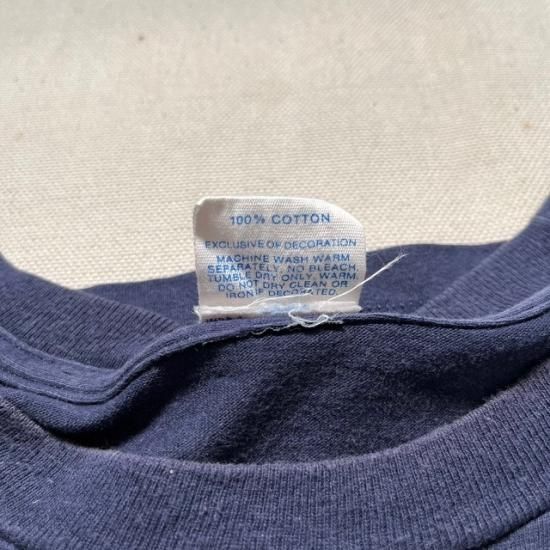 100% COTTON
EXCLUSIVE OF DECORATION
MACHINE WASH WARM
SEPARATELY, NO BLEACH,
TUMBLE DRY ONLY, WARM,
DO NOT DRY CLEAN OR
IRON IF DECORATED.